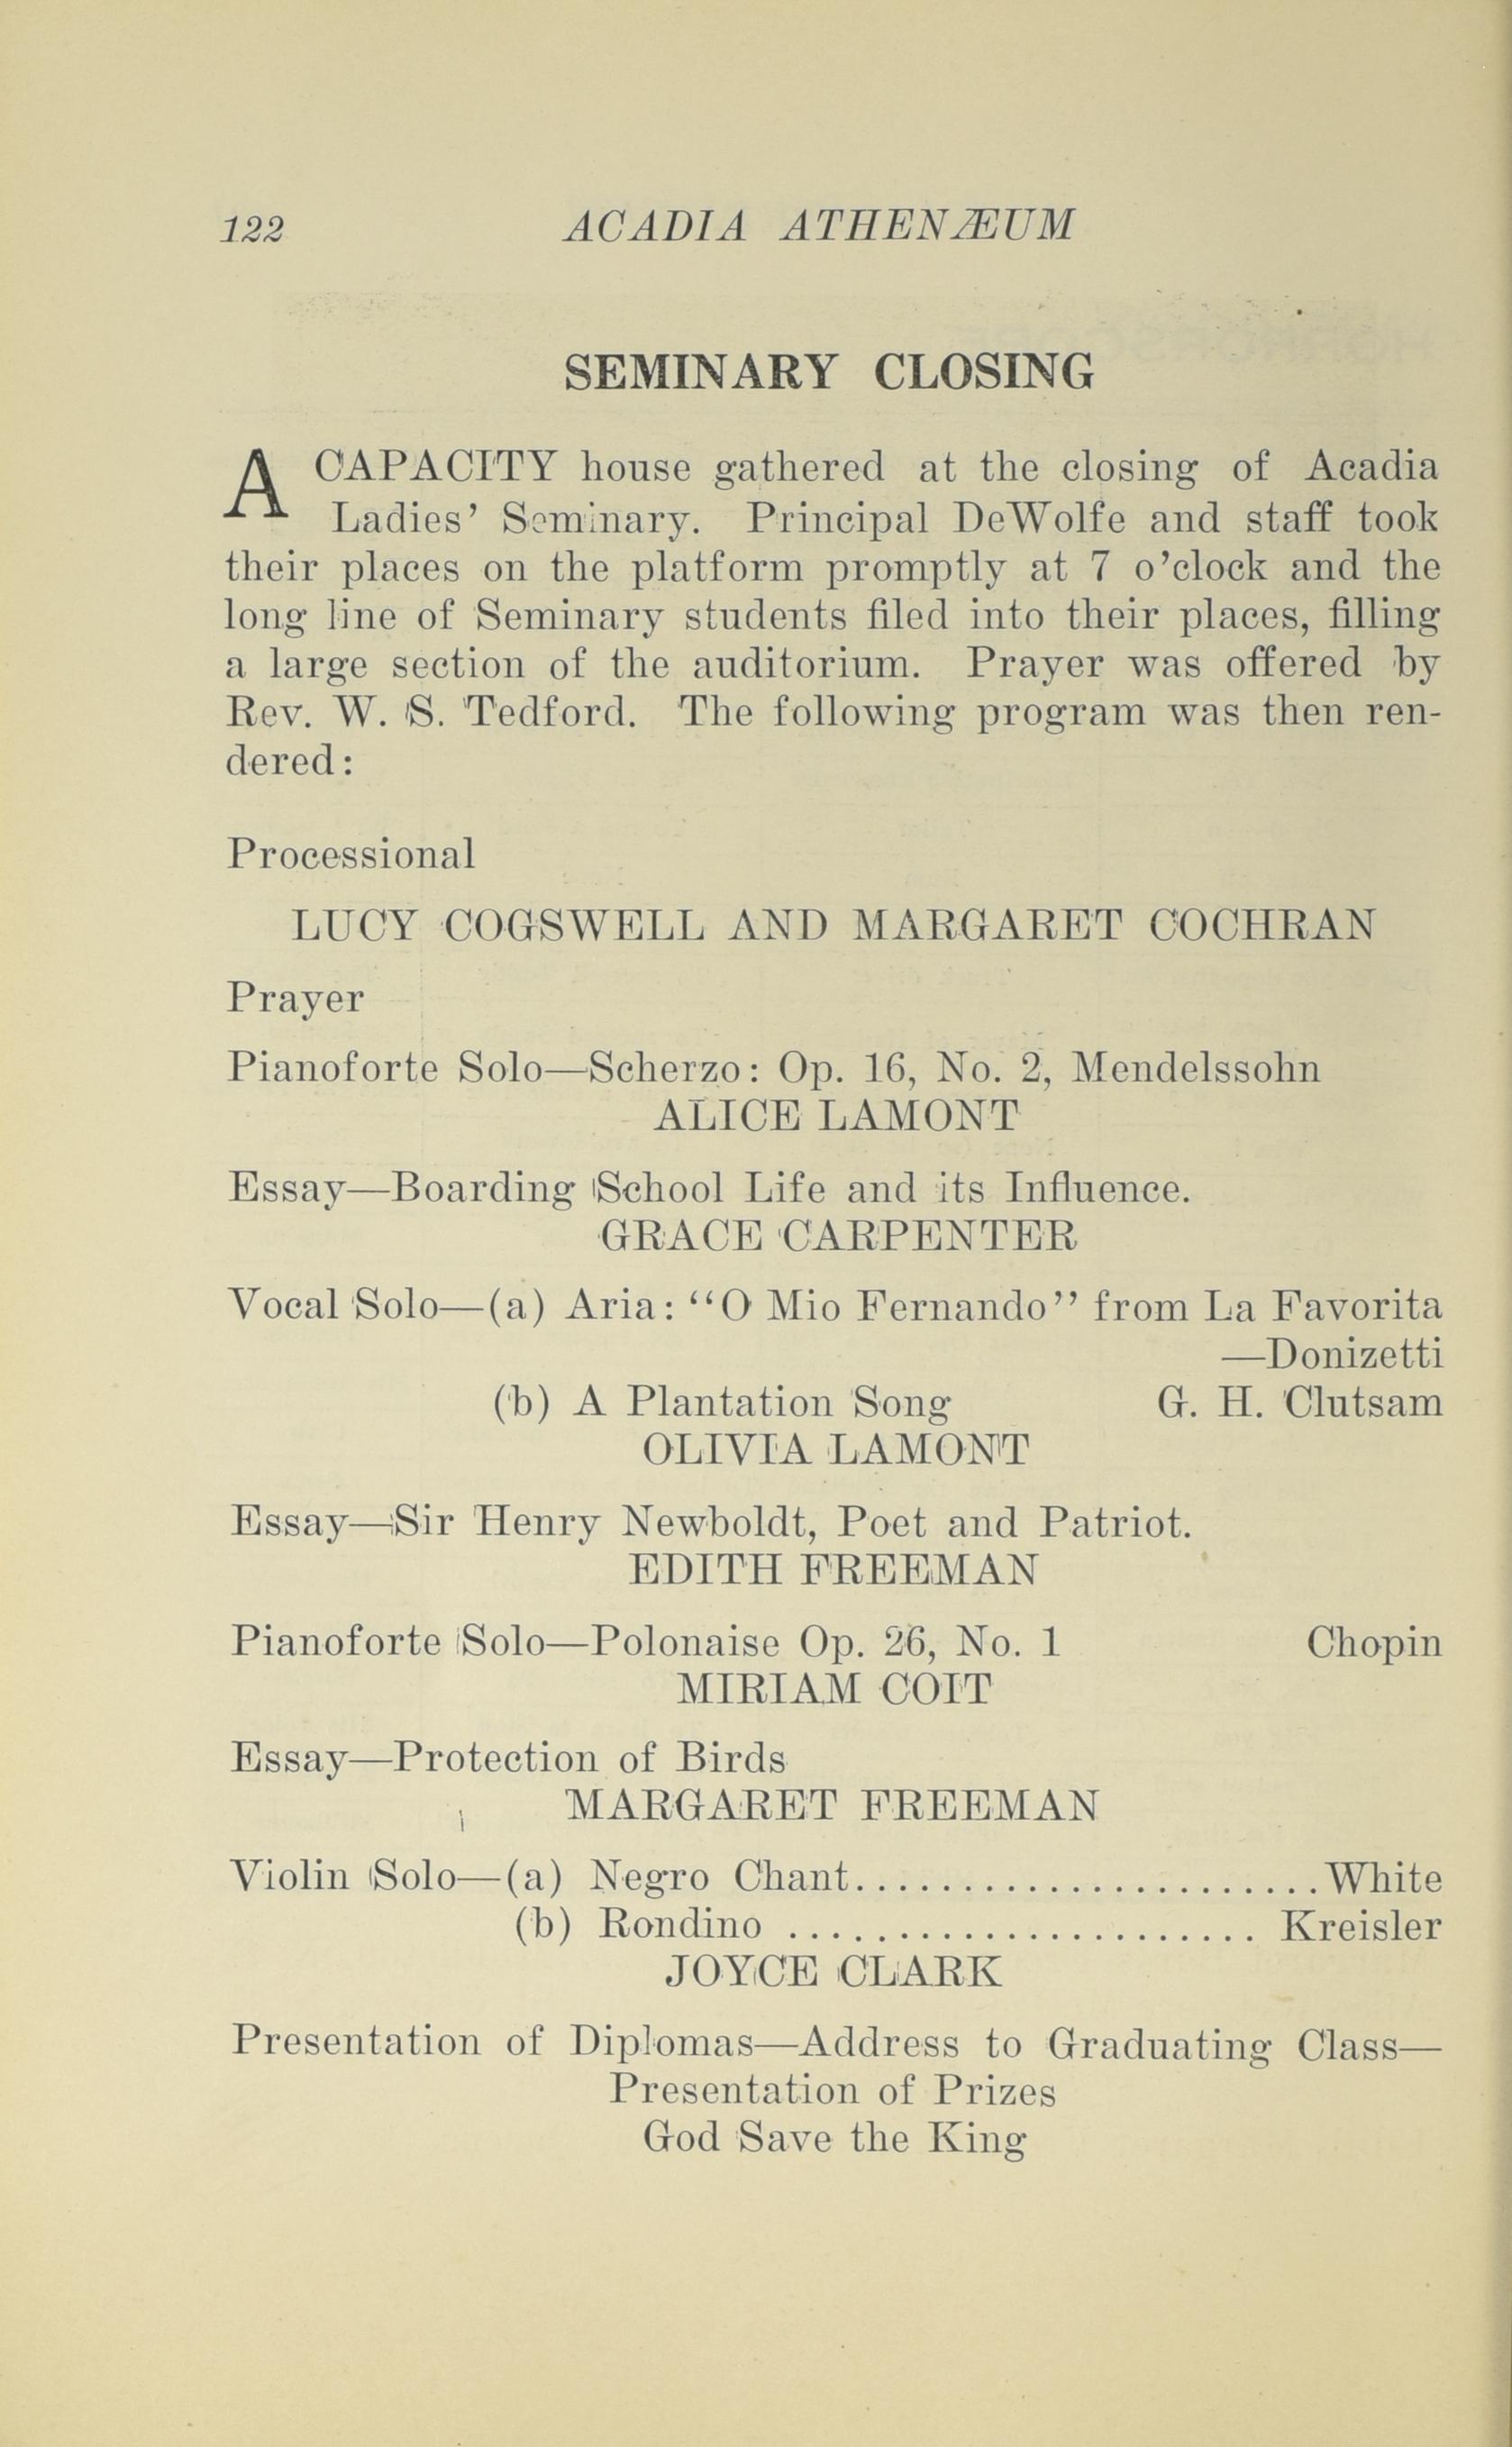 122 ACADIA ATHENÆUM
SEMINARY CLOSING
A CAPACITY house gathered at the closing of Acadia
Ladies' Seminary. Principal DeWolfe and staff took
their places on the platform promptly at 7 o'clock and the
long line of Seminary students filed into their places, filling
a large section of the auditorium. Prayer was offered by
Rev. W. S. Tedford. The following program was then ren-
dered:
Processional
LUCY COGSWELL AND MARGARET COCHRAN
Prayer
Pianoforte Solo—Scherzo: Op. 16, No. 2, Mendelssohn
ALICE LAMONT
Essay—Boarding School Life and its Influence.
GRACE CARPENTER
Vocal Solo—(a) Aria: "O Mio Fernando" from La Favorita
—Donizetti
(b) A Plantation Song G. H. Clutsam
OLIVIA LAMONT
Essay—Sir Henry Newboldt, Poet and Patriot.
EDITH FREEMAN
Pianoforte Solo—Polonaise Op. 26, No. 1 Chopin
MIRIAM COIT
Essay—Protection of Birds
MARGARET FREEMAN
Violin Solo—(a) Negro Chant......................White
(b) Rondino ...................... Kreisler
JOYCE CLARK
Presentation of Diplomas—Address to Graduating Class—
Presentation of Prizes
God Save the King